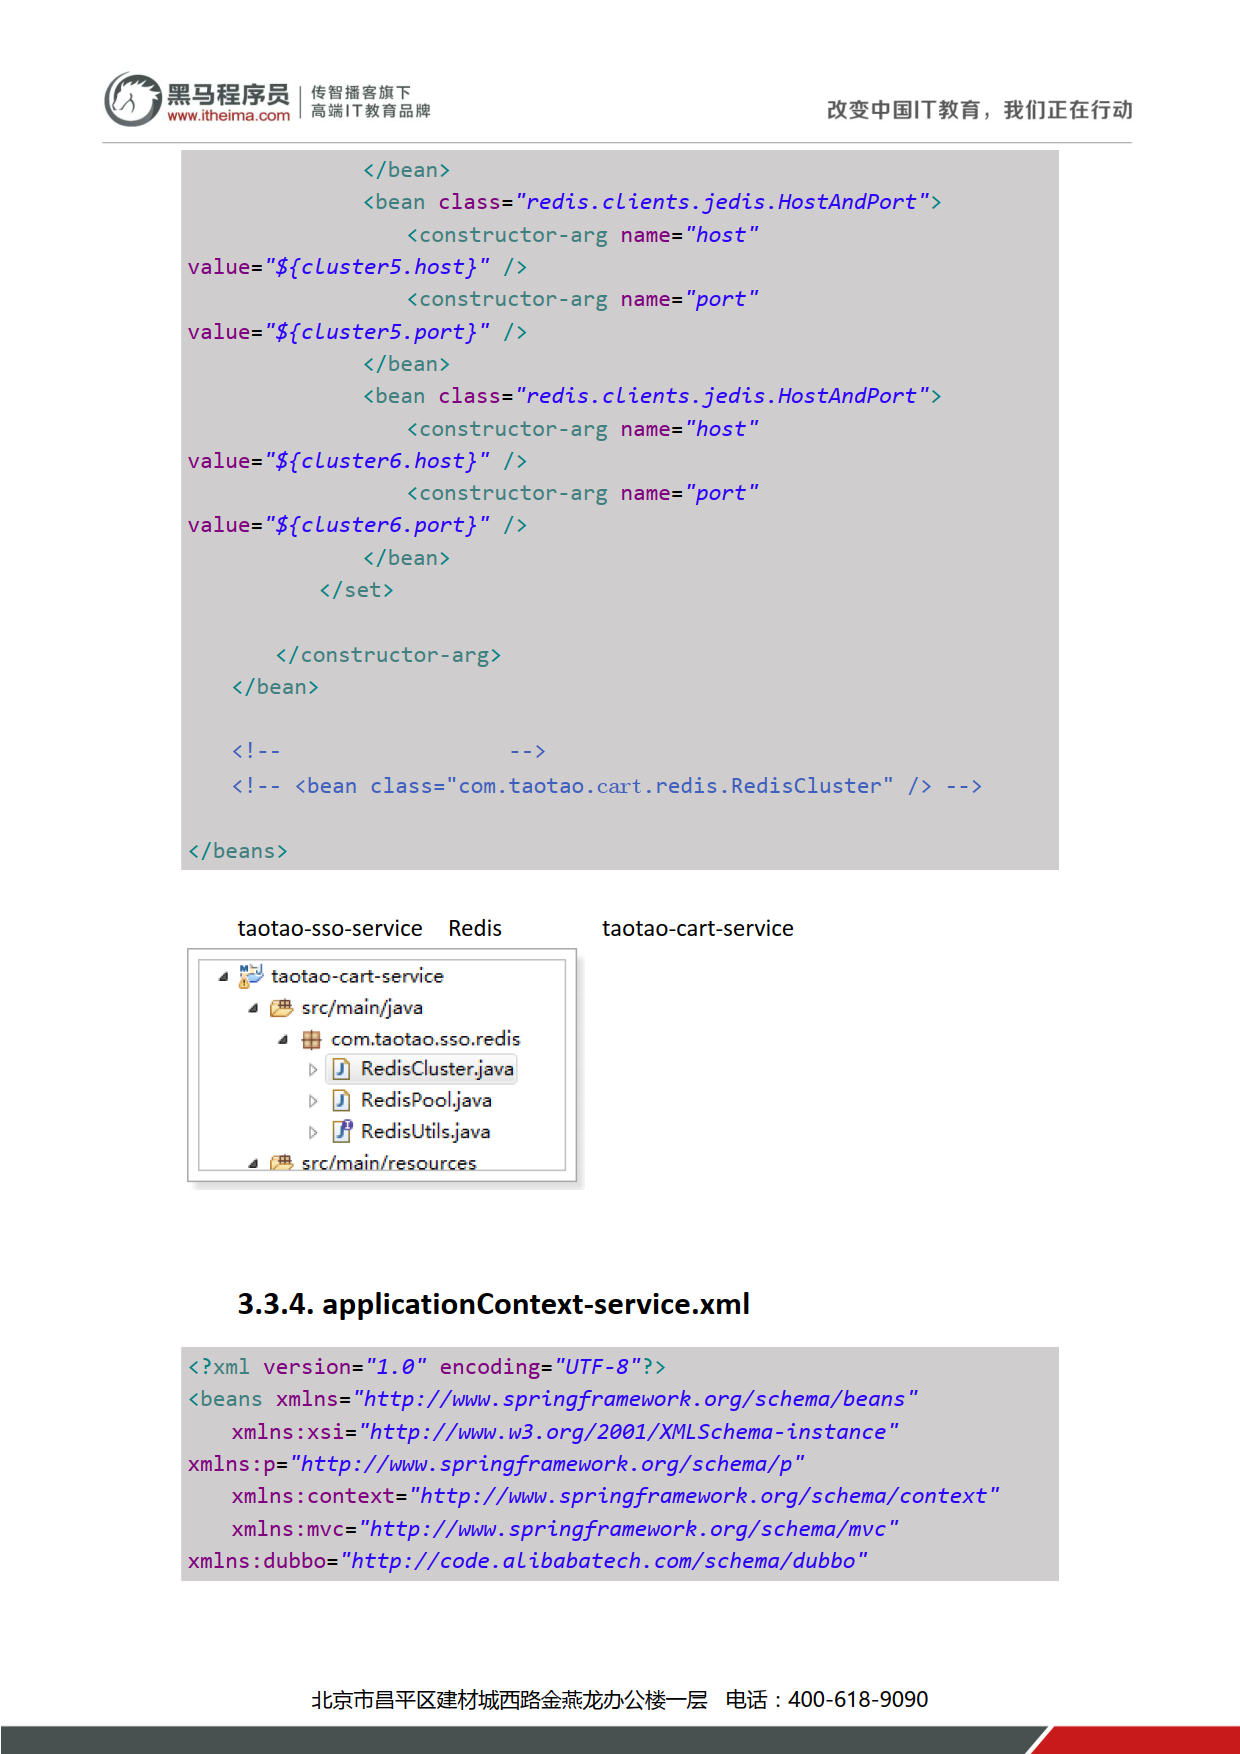 黑马程序员
www.itheima.com
传智播客旗下
高端IT教育品牌
改变中国IT教育，我们正在行动
</bean>
<bean class="redis.clients.jedis.HostAndPort">
<constructor-arg name="host"
value="${cluster5.host}" />
<constructor-arg name="port"
value="${cluster5.port}" />
</bean>
<bean class="redis.clients.jedis.HostAndPort">
<constructor-arg name="host"
value="${cluster6.host}" />
<constructor-arg name="port"
value="${cluster6.port}" />
</bean>
</set>
</constructor-arg>
</bean>
<!-- -->
<!-- <bean class="com.taotao.cart.redis.RedisCluster" /> -->
</beans>
taotao-sso-service Redis taotao-cart-service
taotao-cart-service
src/main/java
com.taotao.sso.redis
RedisCluster.java
RedisPool.java
RedisUtils.java
src/main/resources
3.3.4. applicationContext-service.xml
<?xml version="1.0" encoding="UTF-8"?>
<beans xmlns="http://www.springframework.org/schema/beans"
xmlns:xsi="http://www.w3.org/2001/XMLSchema-instance"
xmlns:p="http://www.springframework.org/schema/p"
xmlns:context="http://www.springframework.org/schema/context"
xmlns:mvc="http://www.springframework.org/schema/mvc"
xmlns:dubbo="http://code.alibabatech.com/schema/dubbo"
北京市昌平区建材城西路金燕龙办公楼一层 电话：400-618-9090